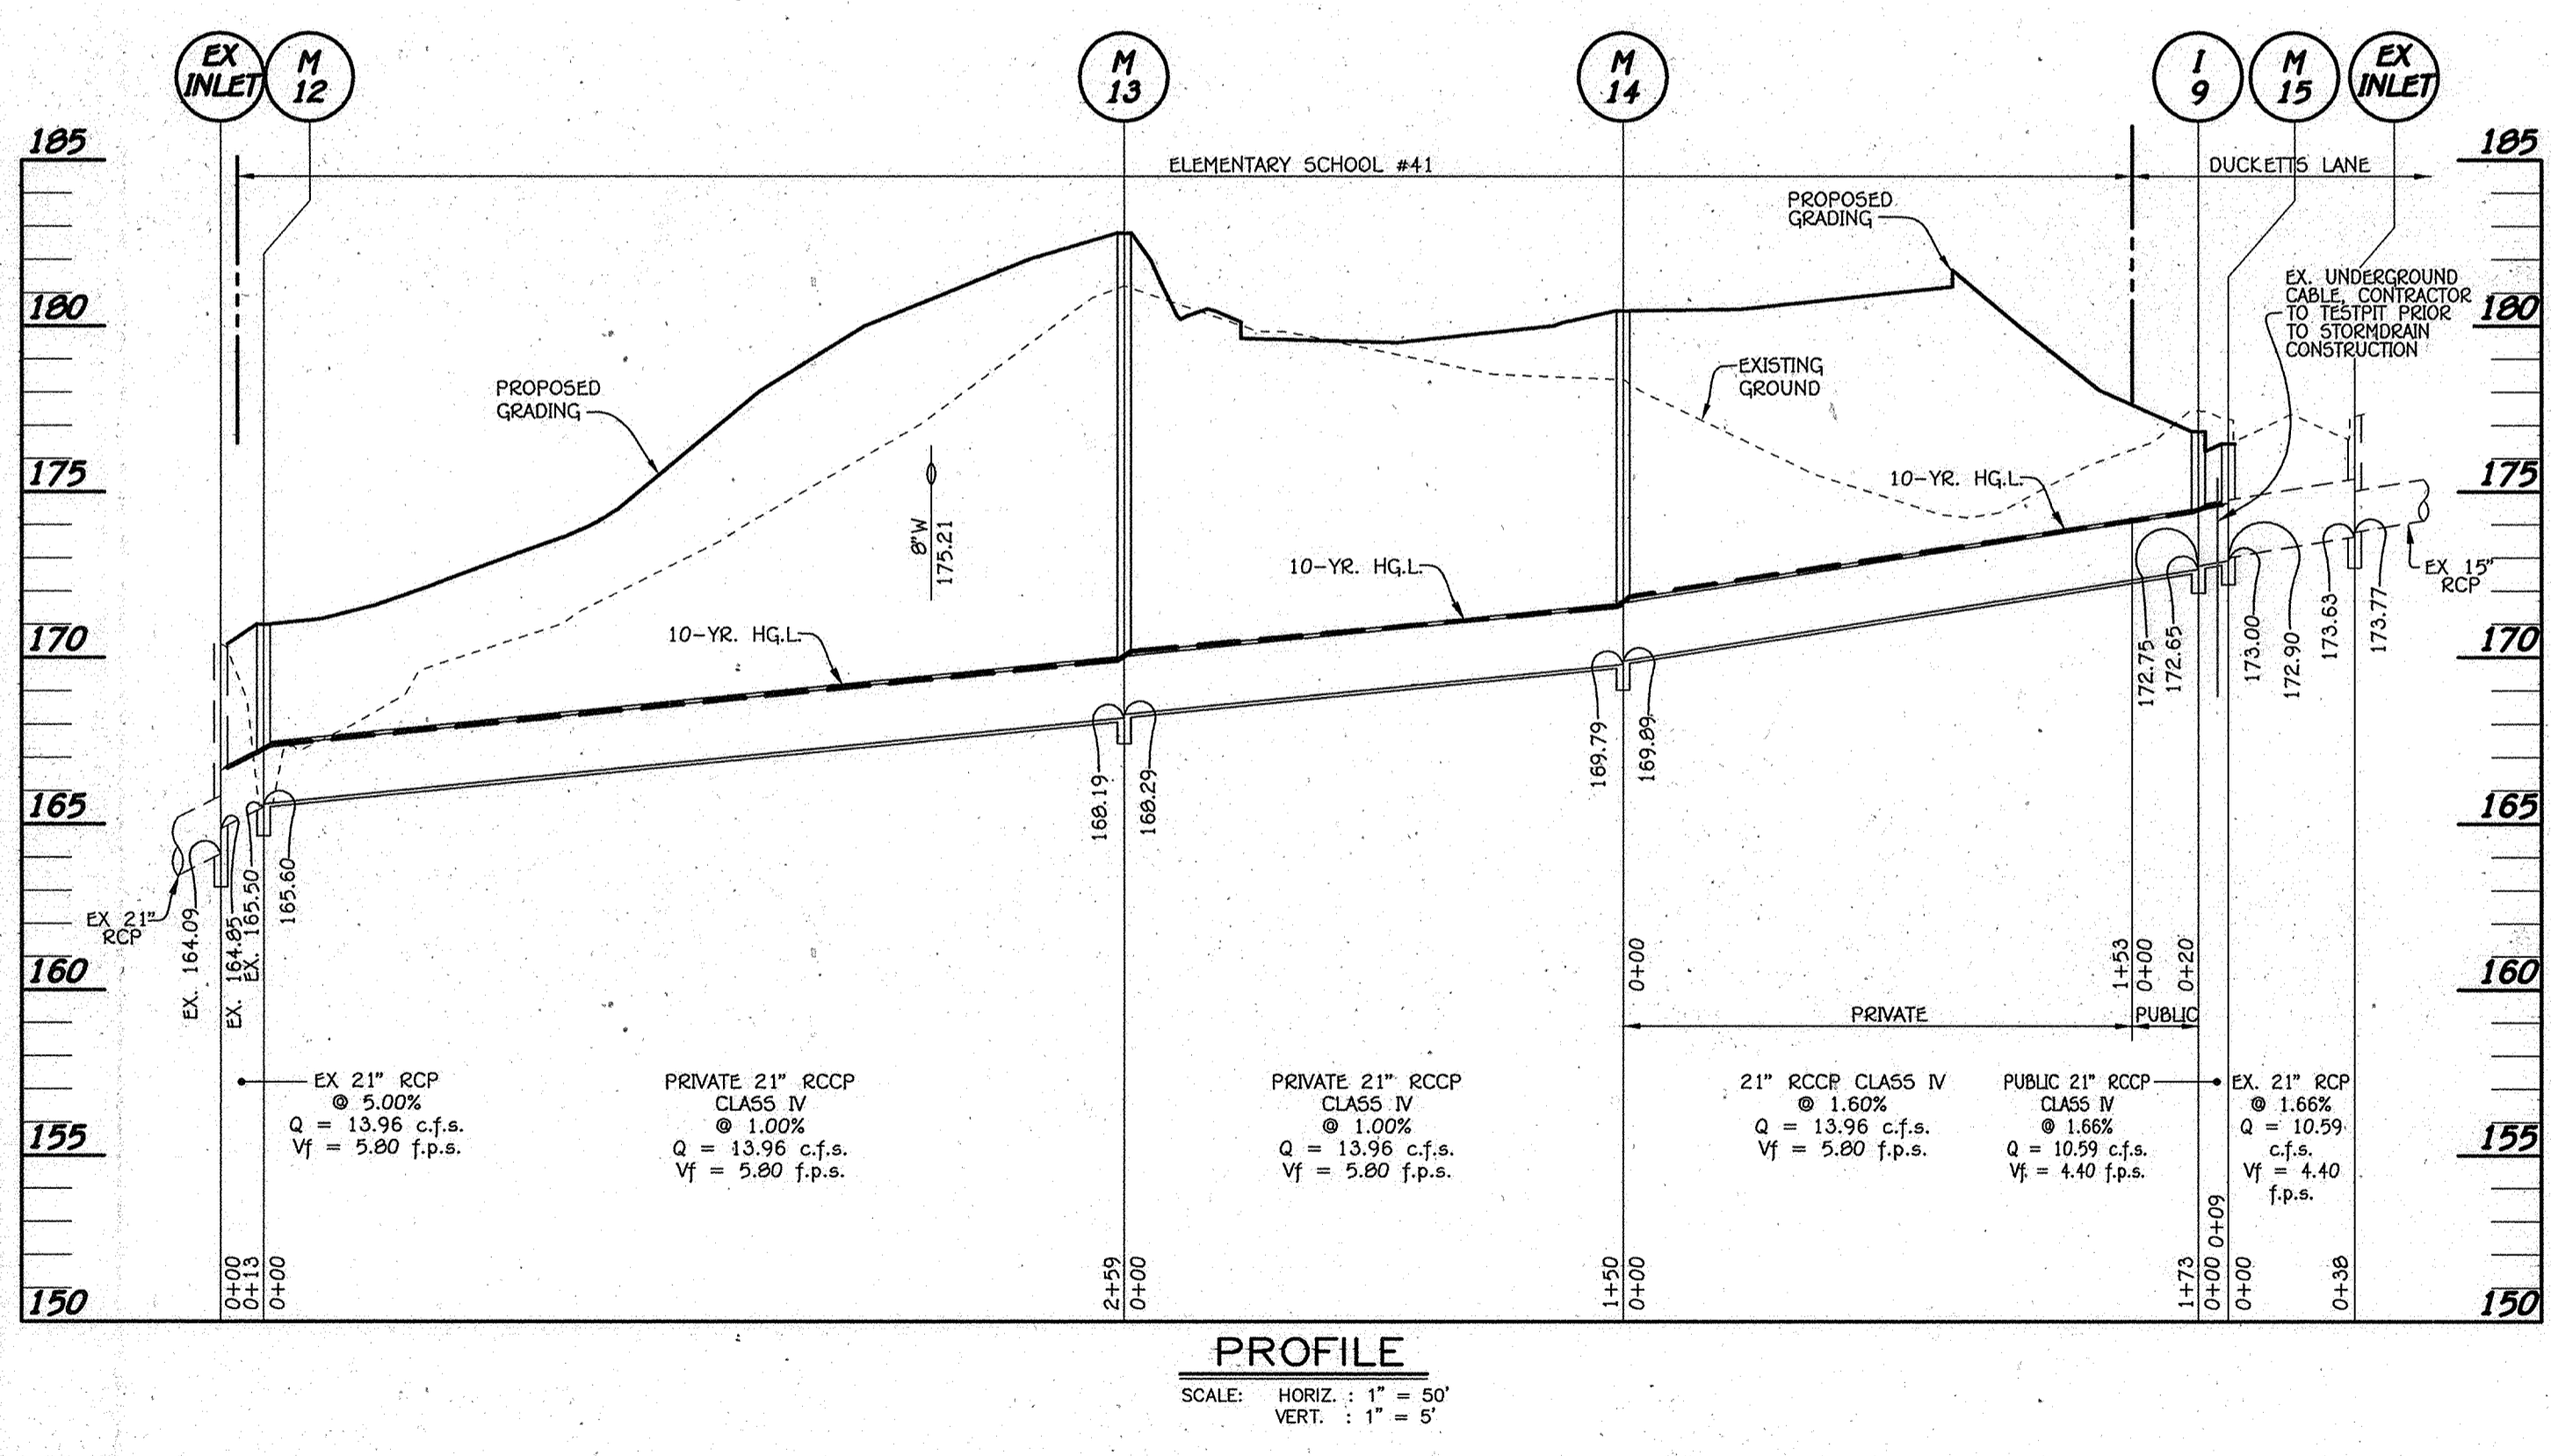 EX
INLET
M
12
M
13
M
14
I
9
M
15
EX
INLET
185
180
175
170
165
160
155
150
185
180
175
170
165
160
155
150
ELEMENTARY SCHOOL #41
DUCKETTS LANE
PROPOSED
GRADING
PROPOSED
GRADING
EX. UNDERGROUND
CABLE, CONTRACTOR
TO TESTPIT PRIOR
TO STORMDRAIN
CONSTRUCTION
EXISTING
GROUND
8"W
175.21
10-YR. HG.L.
10-YR. HG.L.
10-YR. HG.L.
EX 15"
RCP
EX 21"
RCP
EX. 164.09
EX. 164.85
EX. 165.50
165.60
168.19
168.29
169.79
169.89
172.75
172.65
173.00
172.90
173.63
173.77
0+00
1+53
0+00
0+20
PRIVATE
PUBLIC
EX 21" RCP
@ 5.00%
Q = 13.96 c.f.s.
Vf = 5.80 f.p.s.
PRIVATE 21" RCCP
CLASS IV
@ 1.00%
Q = 13.96 c.f.s.
Vf = 5.80 f.p.s.
PRIVATE 21" RCCP
CLASS IV
@ 1.00%
Q = 13.96 c.f.s.
Vf = 5.80 f.p.s.
21" RCCP CLASS IV
@ 1.60%
Q = 13.96 c.f.s.
Vf = 5.80 f.p.s.
PUBLIC 21" RCCP
CLASS IV
@ 1.66%
Q = 10.59 c.f.s.
Vf. = 4.40 f.p.s.
EX. 21" RCP
@ 1.66%
Q = 10.59
c.f.s.
Vf = 4.40
f.p.s.
0+00
0+13
0+00
2+59
0+00
1+50
0+00
1+73
0+00
0+09
0+00
0+38
PROFILE
SCALE: HORIZ. : 1" = 50'
VERT. : 1" = 5'